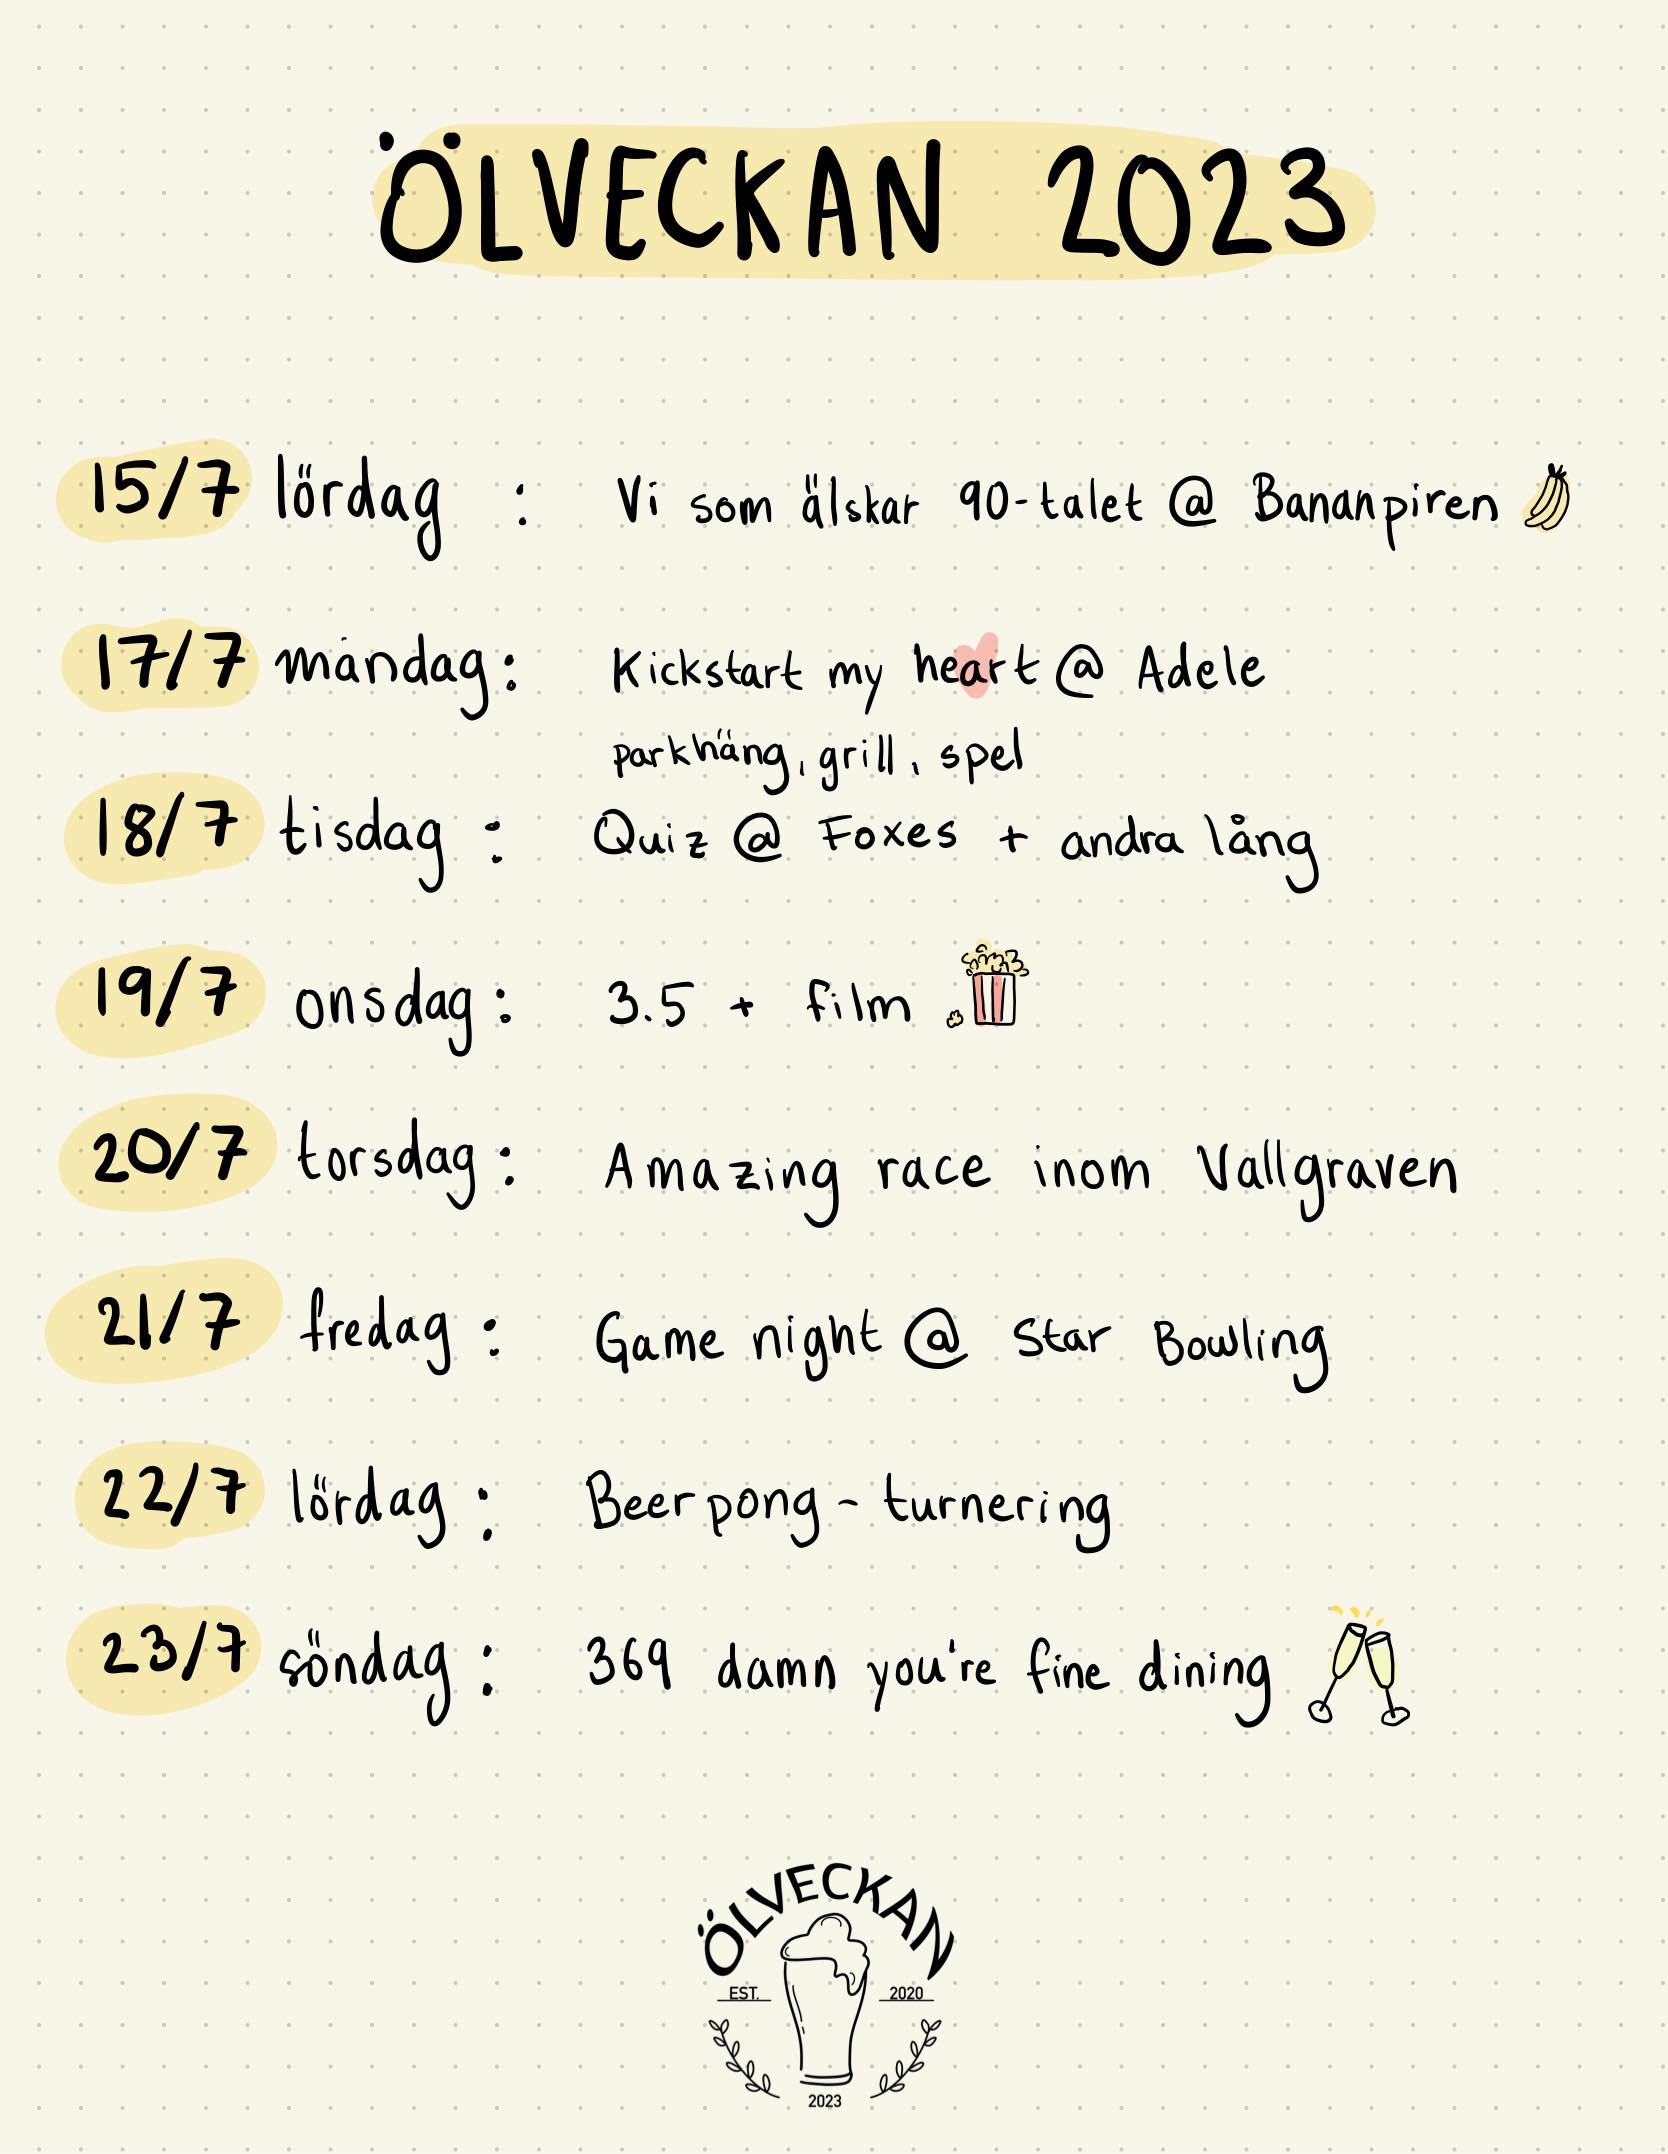 ÖLVECKAN 2023
15/7 lördag : Vi som älskar 90-talet @ Bananpiren
17/7 måndag: Kickstart my heart @ Adele
parkhäng, grill, spel
18/7 tisdag : Quiz @ Foxes + andra lång
19/7 onsdag: 3.5 + film
20/7 torsdag: Amazing race inom Vallgraven
21/7 fredag : Game night @ Star Bowling
22/7 lördag : Beerpong-turnering
23/7 söndag : 369 damn you're fine dining
ÖLVECKAN
EST. 2020
2023